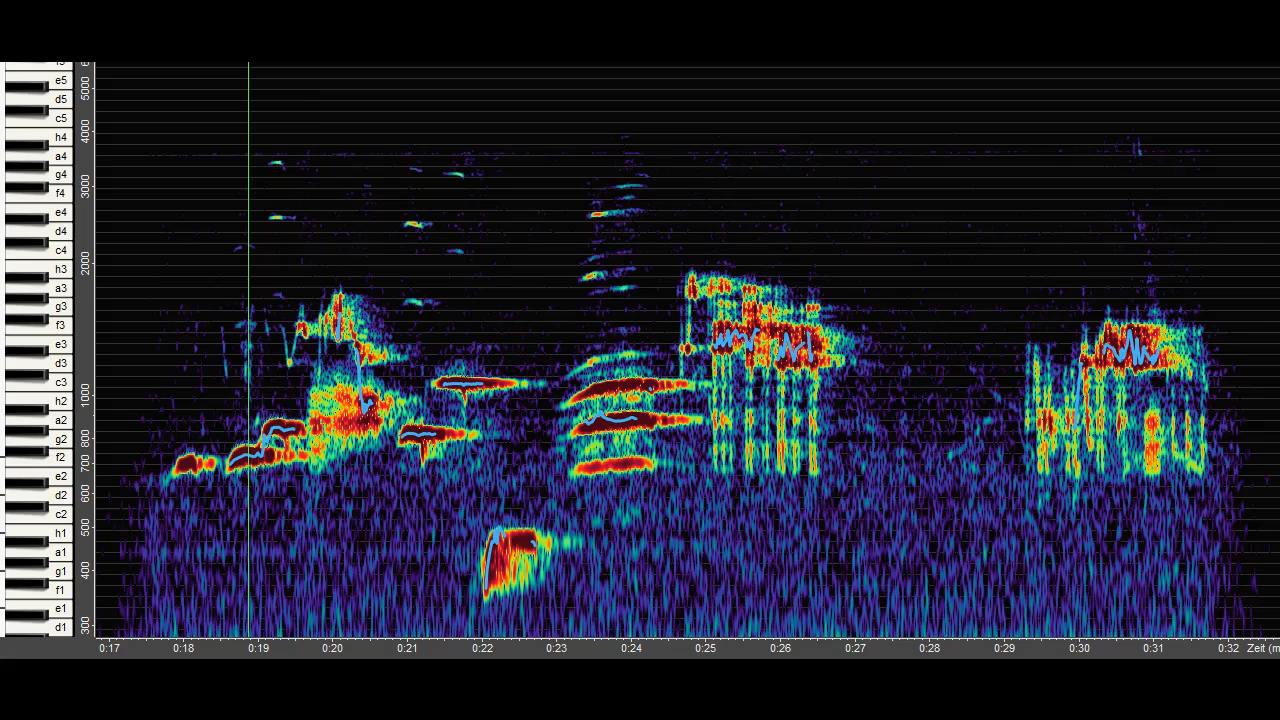 e5
d5
c5
h4
a4
g4
f4
e4
d4
c4
h3
a3
g3
f3
e3
d3
c3
h2
a2
g2
f2
e2
d2
c2
h1
a1
g1
f1
e1
d1
5000
4000
3000
2000
1000
800
700
600
500
400
300
0:17 0:18 0:19 0:20 0:21 0:22 0:23 0:24 0:25 0:26 0:27 0:28 0:29 0:30 0:31 0:32 Zeit (m